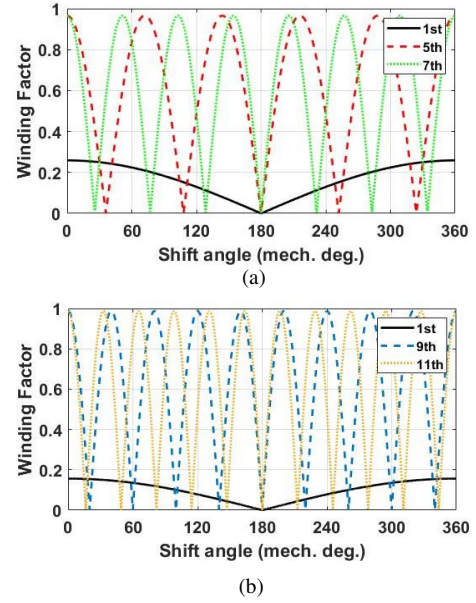 1
0.8
0.6
0.4
0.2
0
Winding Factor
1st
5th
7th
0 60 120 180 240 300 360
Shift angle (mech. deg.)
(a)
1
0.8
0.6
0.4
0.2
0
Winding Factor
1st
9th
11th
0 60 120 180 240 300 360
Shift angle (mech. deg.)
(b)